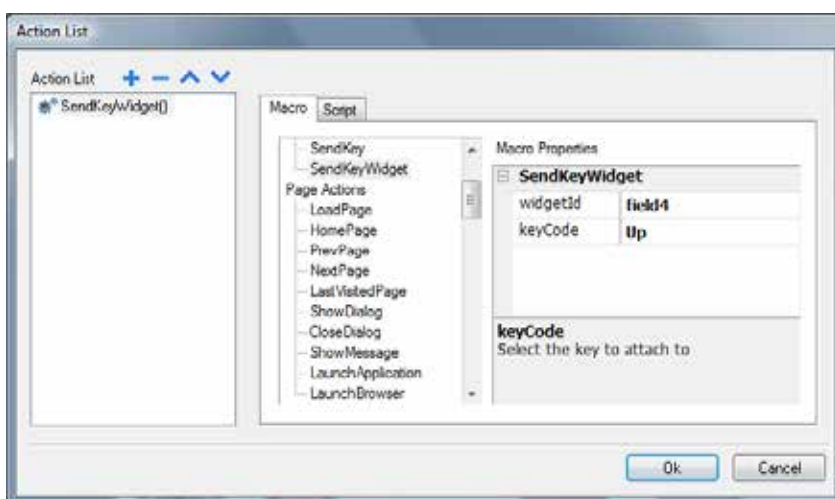 Action List
Action List
SendKeyWidget()
Macro
Script
SendKey
SendKeyWidget
Page Actions
LoadPage
HomePage
PrevPage
NextPage
LastVisitedPage
ShowDialog
CloseDialog
ShowMessage
LaunchApplication
LaunchBrowser
Macro Properties
SendKeyWidget
widgetId field4
keyCode Up
keyCode
Select the key to attach to
Ok
Cancel